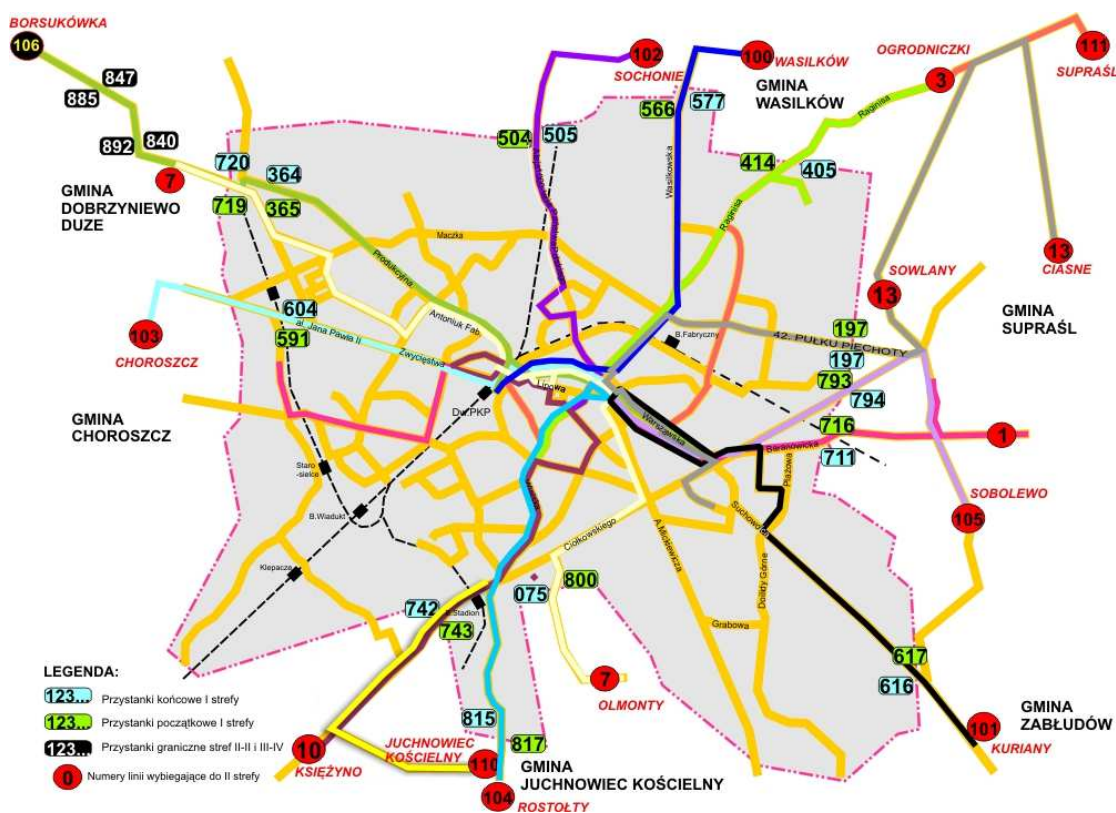 BORSUKÓWKA
106
847
885
892
840
7
GMINA
DOBRZYNIEWO
DUZE
720
364
719
365
102
SOCHONIE
504
505
100
WASILKÓW
GMINA
WASILKÓW
566
577
Wasilkowska
OGRODNICZKI
3
111
SUPRAŚL
Raginisa
414
405
Raginisa
Maczka
Produkcyjna
Antoniuk Fab
604
al. Jana Pawła II
591
Zwycięstwa
103
CHOROSZCZ
GMINA
CHOROSZCZ
SOWLANY
13
13
CIASNE
GMINA
SUPRAŚL
B.Fabryczny
42. PUŁKU PIECHOTY
197
197
793
794
716
711
Lipowa
Dw.PKP
Warszawska
Baranowicka
1
SOBOLEWO
105
Staro
-sielce
B.Wiadukt
Klepacze
Ciołkowskiego
A.Mickiewicza
Plażowa
Dojlidy Górne
Grabowa
742
743
Stadion
075
800
7
OLMONTY
617
616
101
KURIANY
GMINA
ZABŁUDÓW
LEGENDA:
123... Przystanki końcowe I strefy
123... Przystanki początkowe I strefy
123... Przystanki graniczne stref II-II i III-IV
0 Numery linii wybiegające do II strefy
10
KSIĘŻYNO
JUCHNOWIEC
KOŚCIELNY
110
815
817
GMINA
JUCHNOWIEC KOŚCIELNY
104
ROSTOŁTY